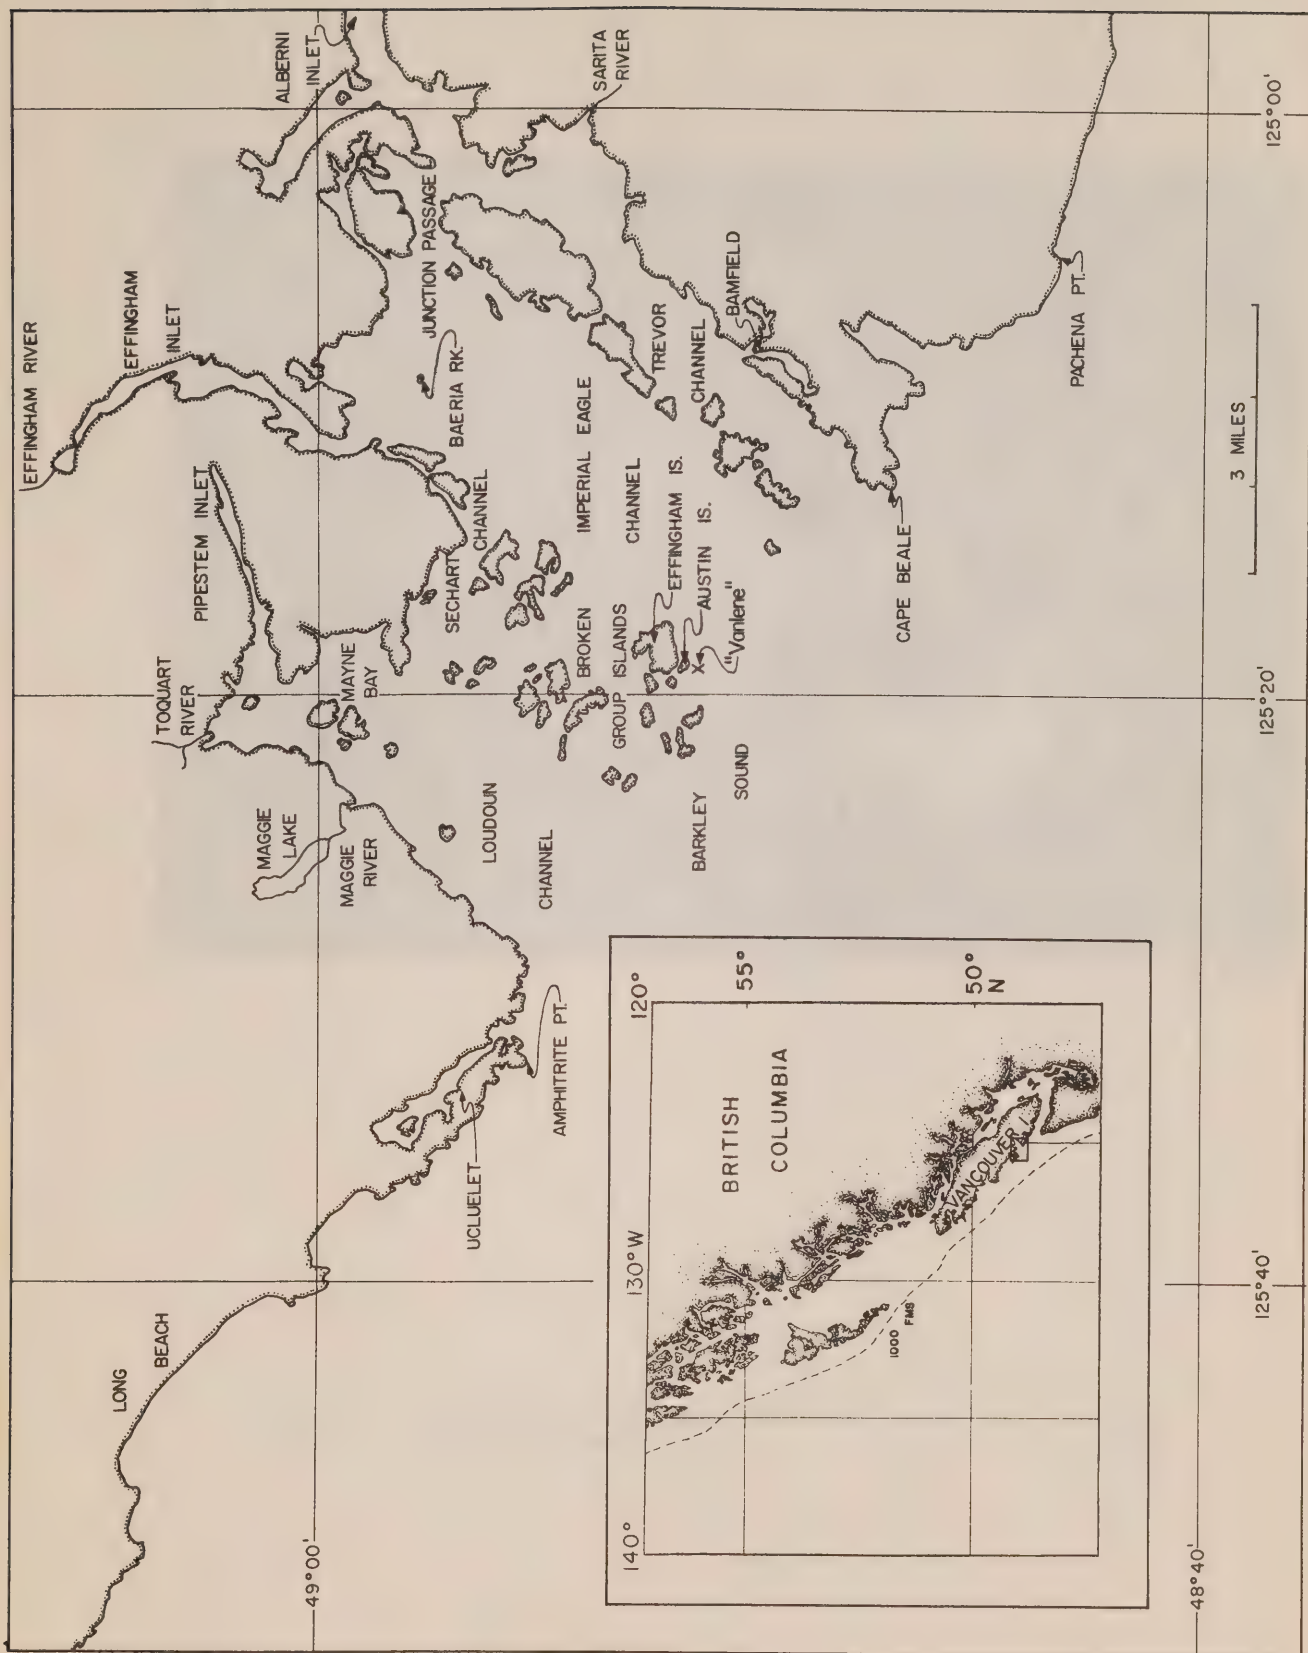 EFFINGHAM RIVER
EFFINGHAM
INLET
ALBERNI
INLET
TOQUART
RIVER
PIPESTEM INLET
LONG
BEACH
MAGGIE
LAKE
MAGGIE
RIVER
MAYNE
BAY
JUNCTION PASSAGE
SARITA
RIVER
BAERIA RK.
SECHART
CHANNEL
UCLUELET
AMPHITRITE PT.
LOUDOUN
CHANNEL
BROKEN
GROUP ISLANDS
IMPERIAL EAGLE
CHANNEL
TREVOR
CHANNEL
BAMFIELD
EFFINGHAM IS.
AUSTIN IS.
X
"Vanlene"
BARKLEY
SOUND
CAPE BEALE
PACHENA PT.
3 MILES
49°00'
48°40'
125°40'
125°20'
125°00'
140°
130°W
120°
55°
50°
N
BRITISH
COLUMBIA
VANCOUVER I.
1000
FMS